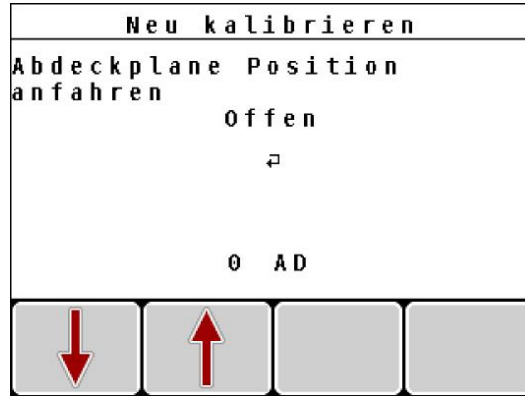 Neu kalibrieren
Abdeckplane Position
anfahren
Offen
↵
0 AD